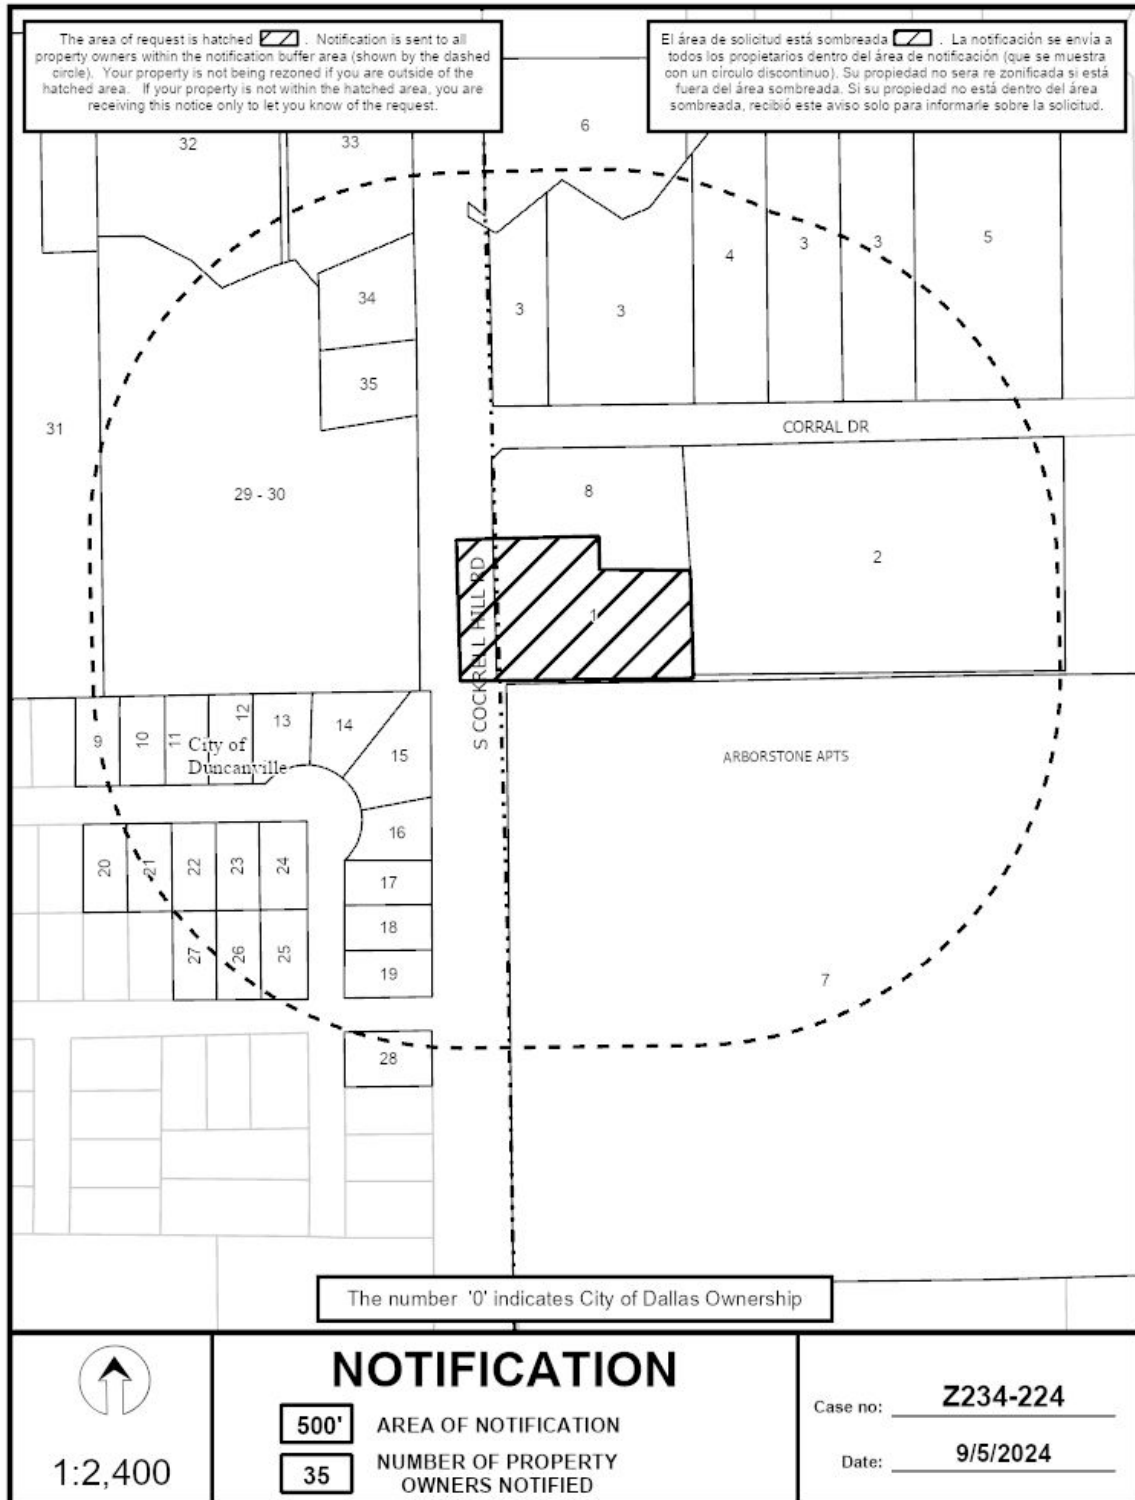 The area of request is hatched . Notification is sent to all
property owners within the notification buffer area (shown by the dashed
circle). Your property is not being rezoned if you are outside of the
hatched area. If your property is not within the hatched area, you are
receiving this notice only to let you know of the request.
El área de solicitud está sombreada . La notificación se envía a
todos los propietarios dentro del área de notificación (que se muestra
con un círculo discontinuo). Su propiedad no sera re zonificada si está
fuera del área sombreada. Si su propiedad no está dentro del área
sombreada, recibió este aviso solo para informarle sobre la solicitud.
6
32
33
5
3
3
4
34
3
3
35
CORRAL DR
31
8
29 - 30
2
1
S COCKRELL HILL RD
12
13
14
9
10
11
City of
Duncanville
15
ARBORSTONE APTS
16
20
21
22
23
24
17
18
27
26
25
19
7
28
The number '0' indicates City of Dallas Ownership
1:2,400
NOTIFICATION
500' AREA OF NOTIFICATION
35 NUMBER OF PROPERTY
OWNERS NOTIFIED
Case no: Z234-224
Date: 9/5/2024